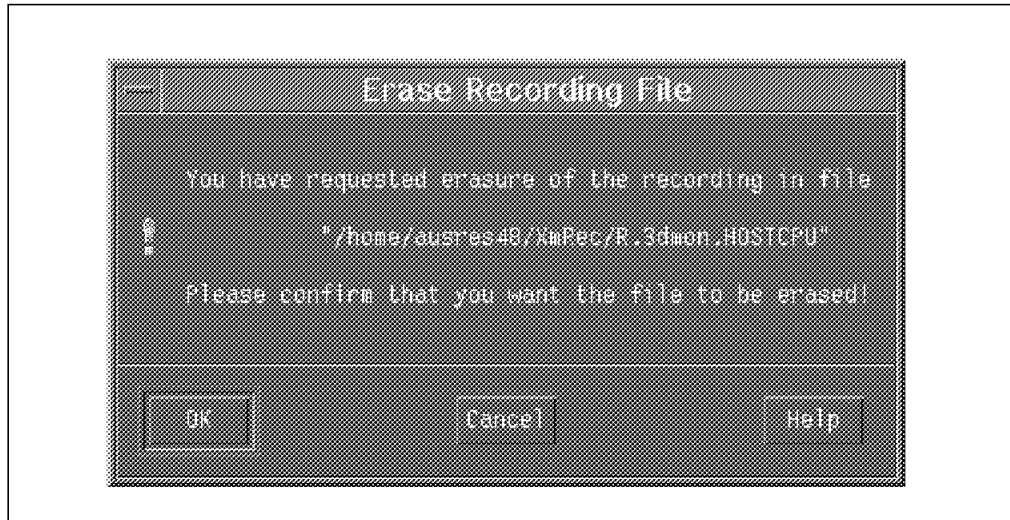 Erase Recording File
You have requested erasure of the recording in file
"/home/ausres48/XmRec/R.3dmon.HOSTCPU"
Please confirm that you want the file to be erased!
OK Cancel Help